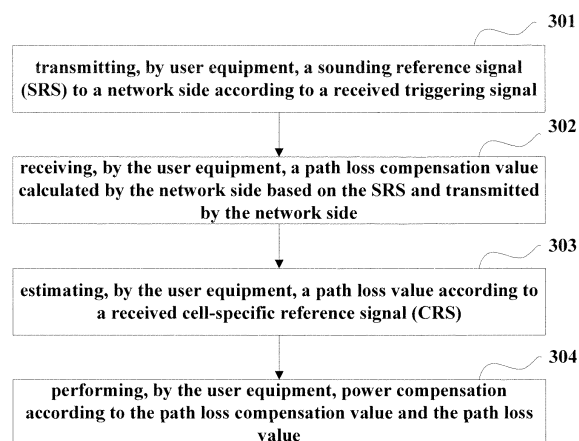 301
transmitting, by user equipment, a sounding reference signal
(SRS) to a network side according to a received triggering signal
302
receiving, by the user equipment, a path loss compensation value
calculated by the network side based on the SRS and transmitted
by the network side
303
estimating, by the user equipment, a path loss value according to
a received cell-specific reference signal (CRS)
304
performing, by the user equipment, power compensation
according to the path loss compensation value and the path loss
value